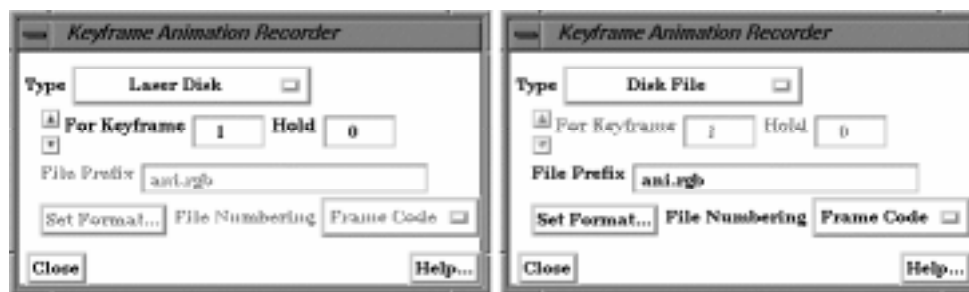 Keyframe Animation Recorder
Type Laser Disk
For Keyframe 1 Hold 0
File Prefix ani.rgb
Set Format... File Numbering Frame Code
Close Help...
Keyframe Animation Recorder
Type Disk File
For Keyframe 1 Hold 0
File Prefix ani.rgb
Set Format... File Numbering Frame Code
Close Help...